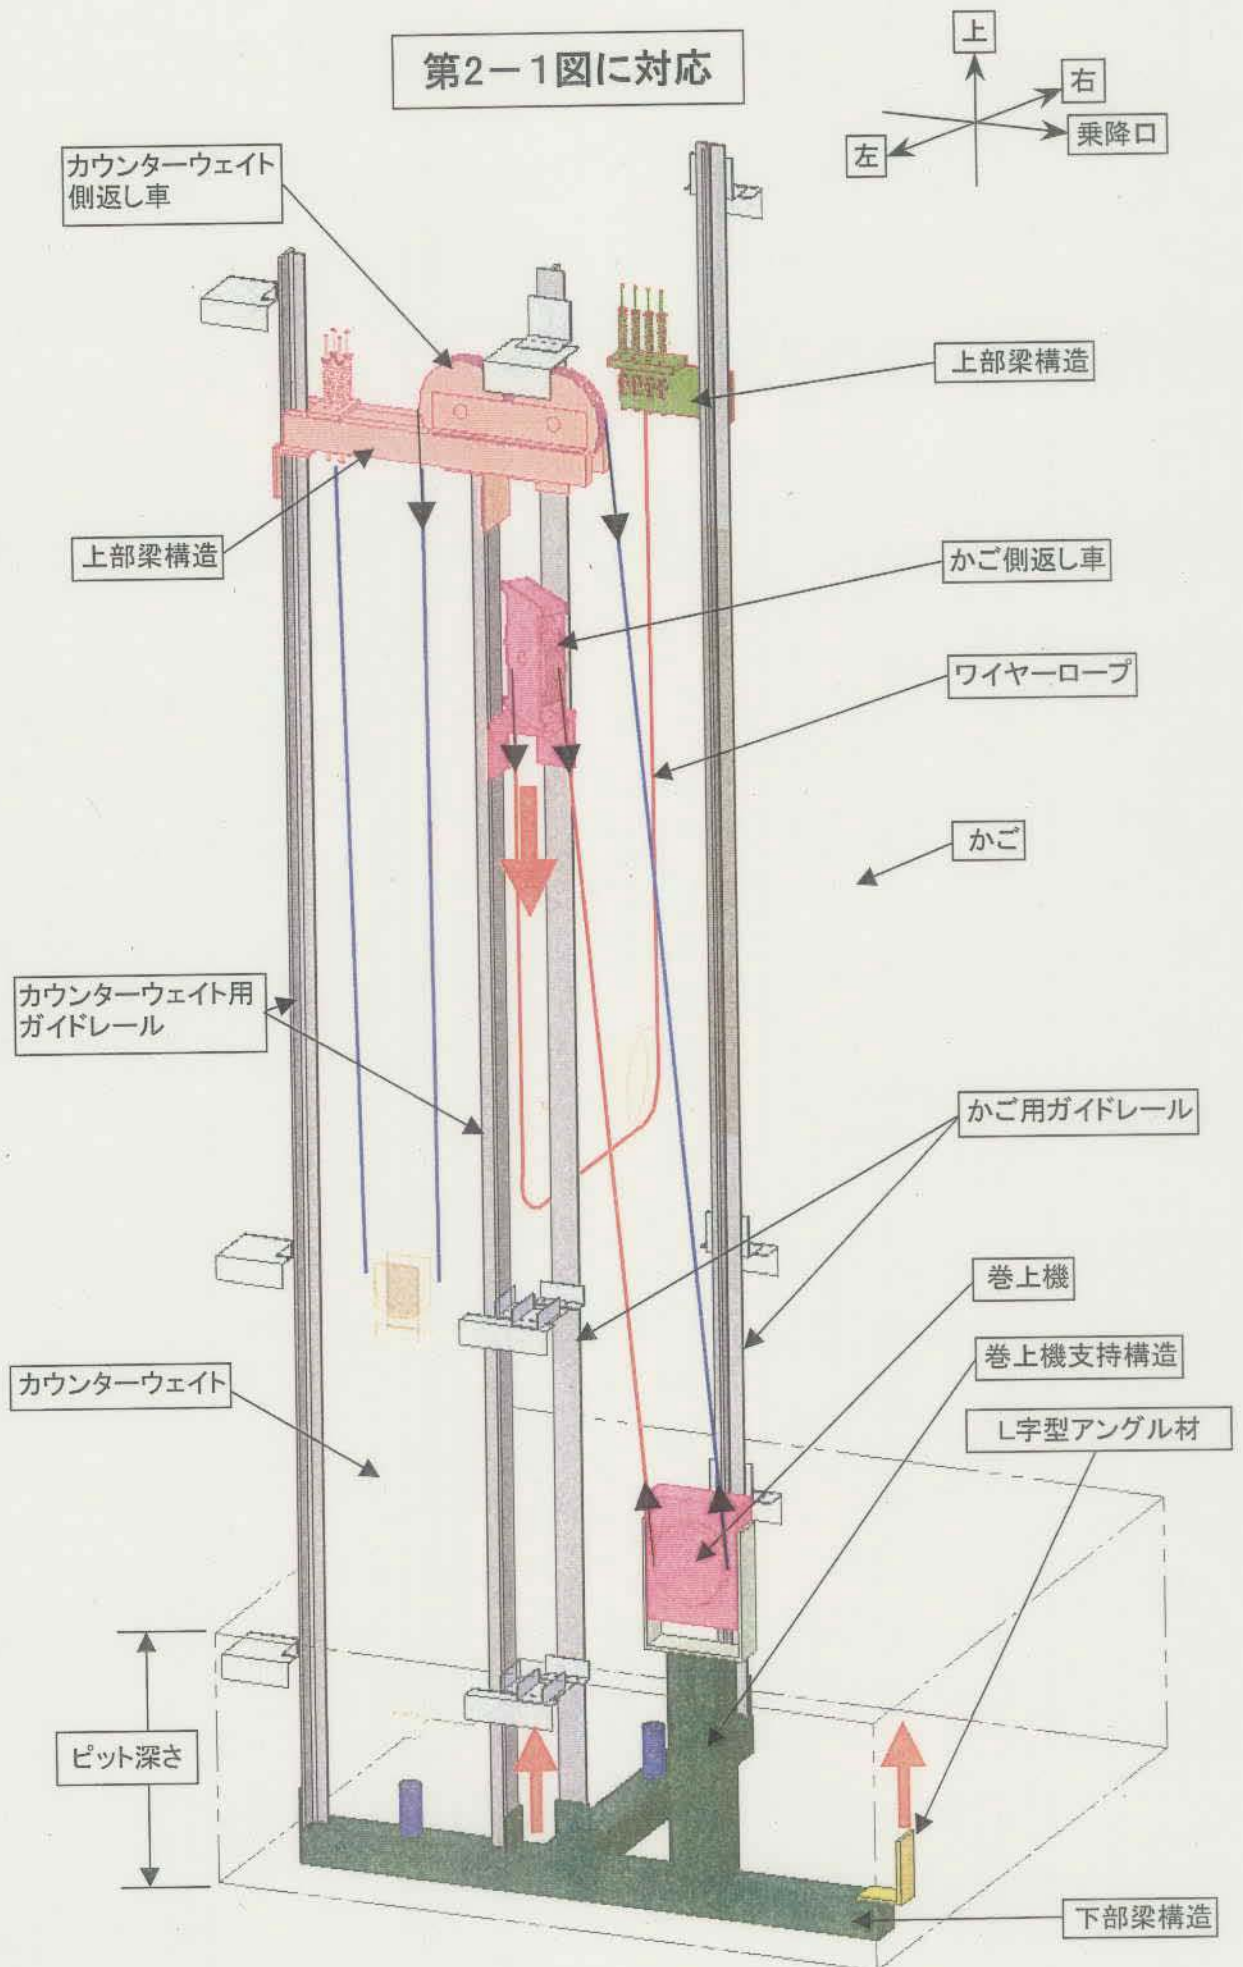 第2－1図に対応
上
右
乗降口
左
カウンターウェイト
側返し車
上部梁構造
上部梁構造
かご側返し車
ワイヤーロープ
かご
カウンターウェイト用
ガイドレール
かご用ガイドレール
巻上機
巻上機支持構造
カウンターウェイト
L字型アングル材
ピット深さ
下部梁構造